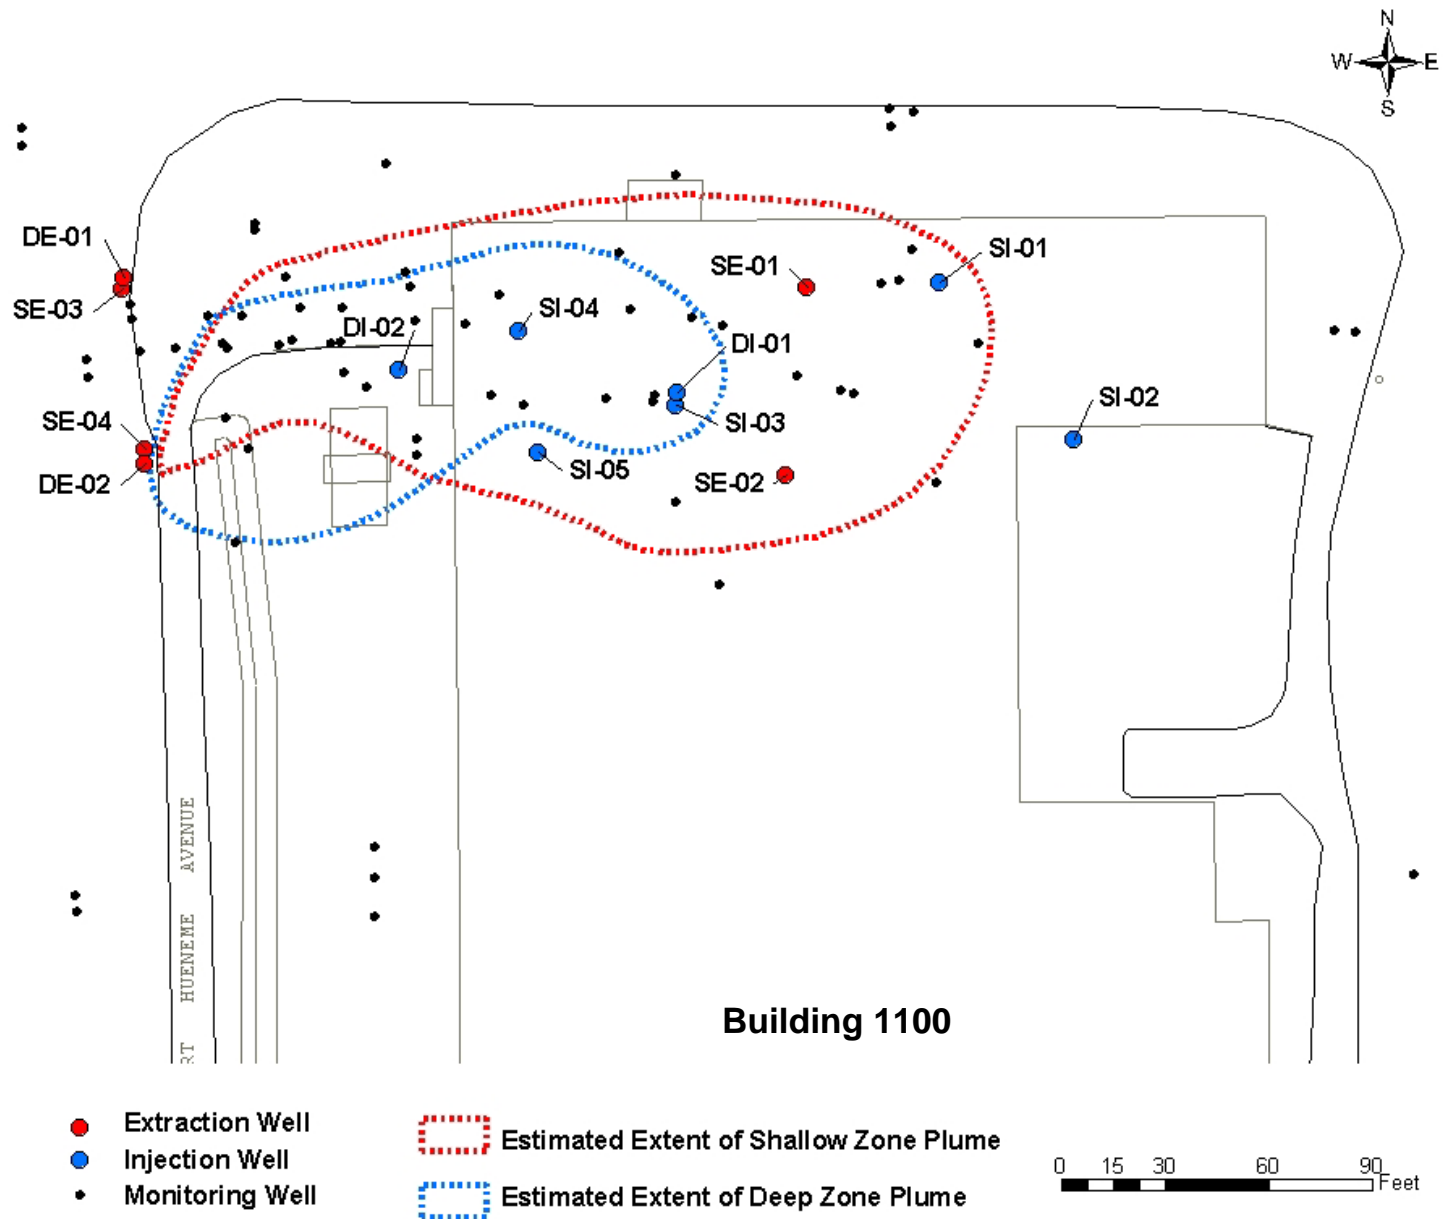 N
W E
S
DE-01
SE-03
SE-04
DE-02
DI-02
SI-04
SE-01
SI-01
DI-01
SI-03
SI-02
SI-05
SE-02
RT HUENEME AVENUE
Building 1100
Extraction Well
Injection Well
Monitoring Well
Estimated Extent of Shallow Zone Plume
Estimated Extent of Deep Zone Plume
0 15 30 60 90
Feet